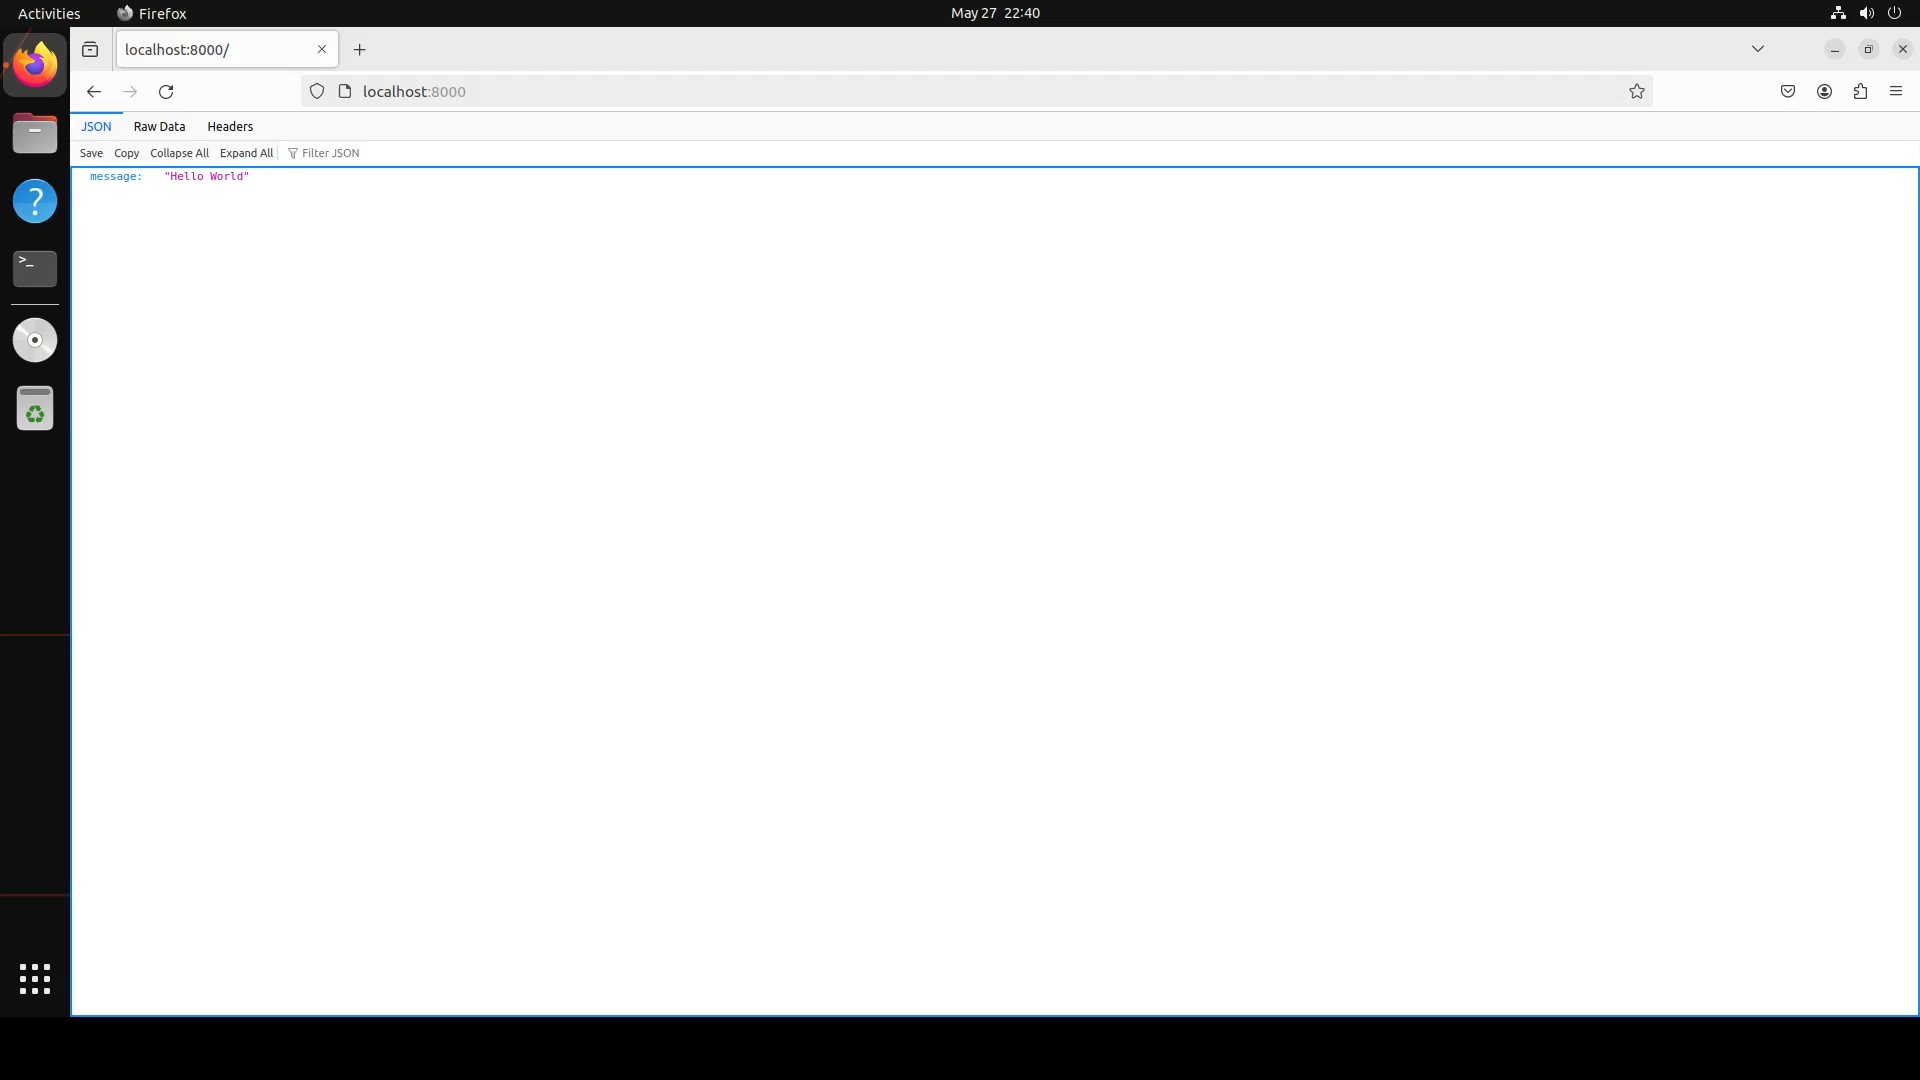 Activities Firefox May 27 22:40
localhost:8000/
localhost:8000
JSON Raw Data Headers
Save Copy Collapse All Expand All Filter JSON
message: "Hello World"
?
>_